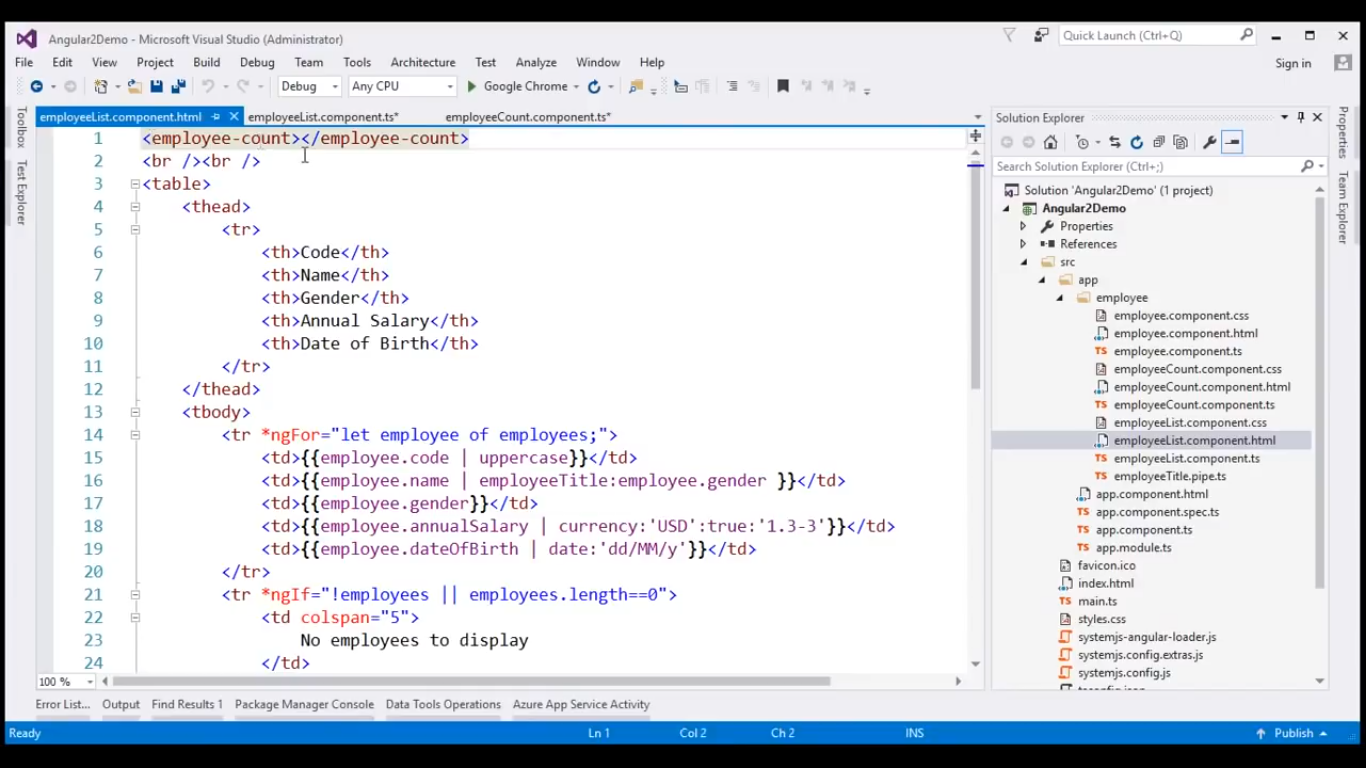 Angular2Demo - Microsoft Visual Studio (Administrator)
Quick Launch (Ctrl+Q)
File Edit View Project Build Debug Team Tools Architecture Test Analyze Window Help
Sign in
Debug Any CPU Google Chrome
Toolbox
Test Explorer
employeeList.component.html employeeList.component.ts* employeeCount.component.ts*
1 <employee-count></employee-count>
2 <br /><br />
3 <table>
4 <thead>
5 <tr>
6 <th>Code</th>
7 <th>Name</th>
8 <th>Gender</th>
9 <th>Annual Salary</th>
10 <th>Date of Birth</th>
11 </tr>
12 </thead>
13 <tbody>
14 <tr *ngFor="let employee of employees;">
15 <td>{{employee.code | uppercase}}</td>
16 <td>{{employee.name | employeeTitle:employee.gender }}</td>
17 <td>{{employee.gender}}</td>
18 <td>{{employee.annualSalary | currency:'USD':true:'1.3-3'}}</td>
19 <td>{{employee.dateOfBirth | date:'dd/MM/y'}}</td>
20 </tr>
21 <tr *ngIf="!employees || employees.length==0">
22 <td colspan="5">
23 No employees to display
24 </td>
100 %
Solution Explorer
Search Solution Explorer (Ctrl+;)
Solution 'Angular2Demo' (1 project)
Angular2Demo
Properties
References
src
app
employee
employee.component.css
employee.component.html
TS employee.component.ts
employeeCount.component.css
employeeCount.component.html
TS employeeCount.component.ts
employeeList.component.css
employeeList.component.html
TS employeeList.component.ts
TS employeeTitle.pipe.ts
app.component.html
TS app.component.spec.ts
TS app.component.ts
TS app.module.ts
favicon.ico
index.html
TS main.ts
styles.css
systemjs-angular-loader.js
systemjs.config.extras.js
systemjs.config.js
Properties
Team Explorer
Error List... Output Find Results 1 Package Manager Console Data Tools Operations Azure App Service Activity
Ready Ln 1 Col 2 Ch 2 INS Publish